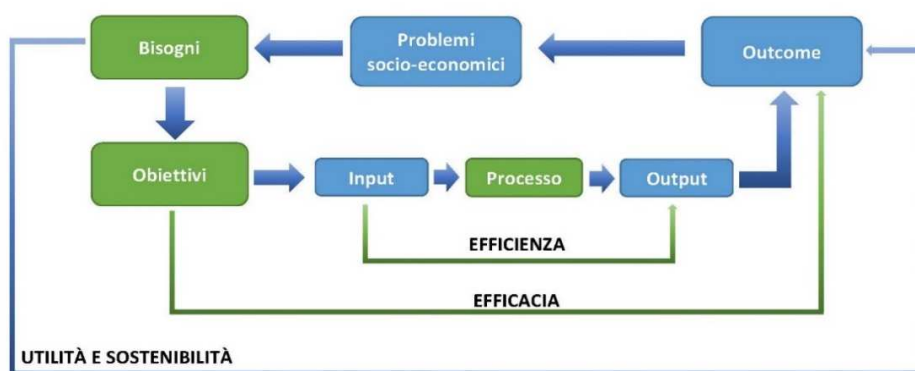 Bisogni
Problemi
socio-economici
Outcome
Obiettivi
Input
Processo
Output
EFFICIENZA
EFFICACIA
UTILITÀ E SOSTENIBILITÀ